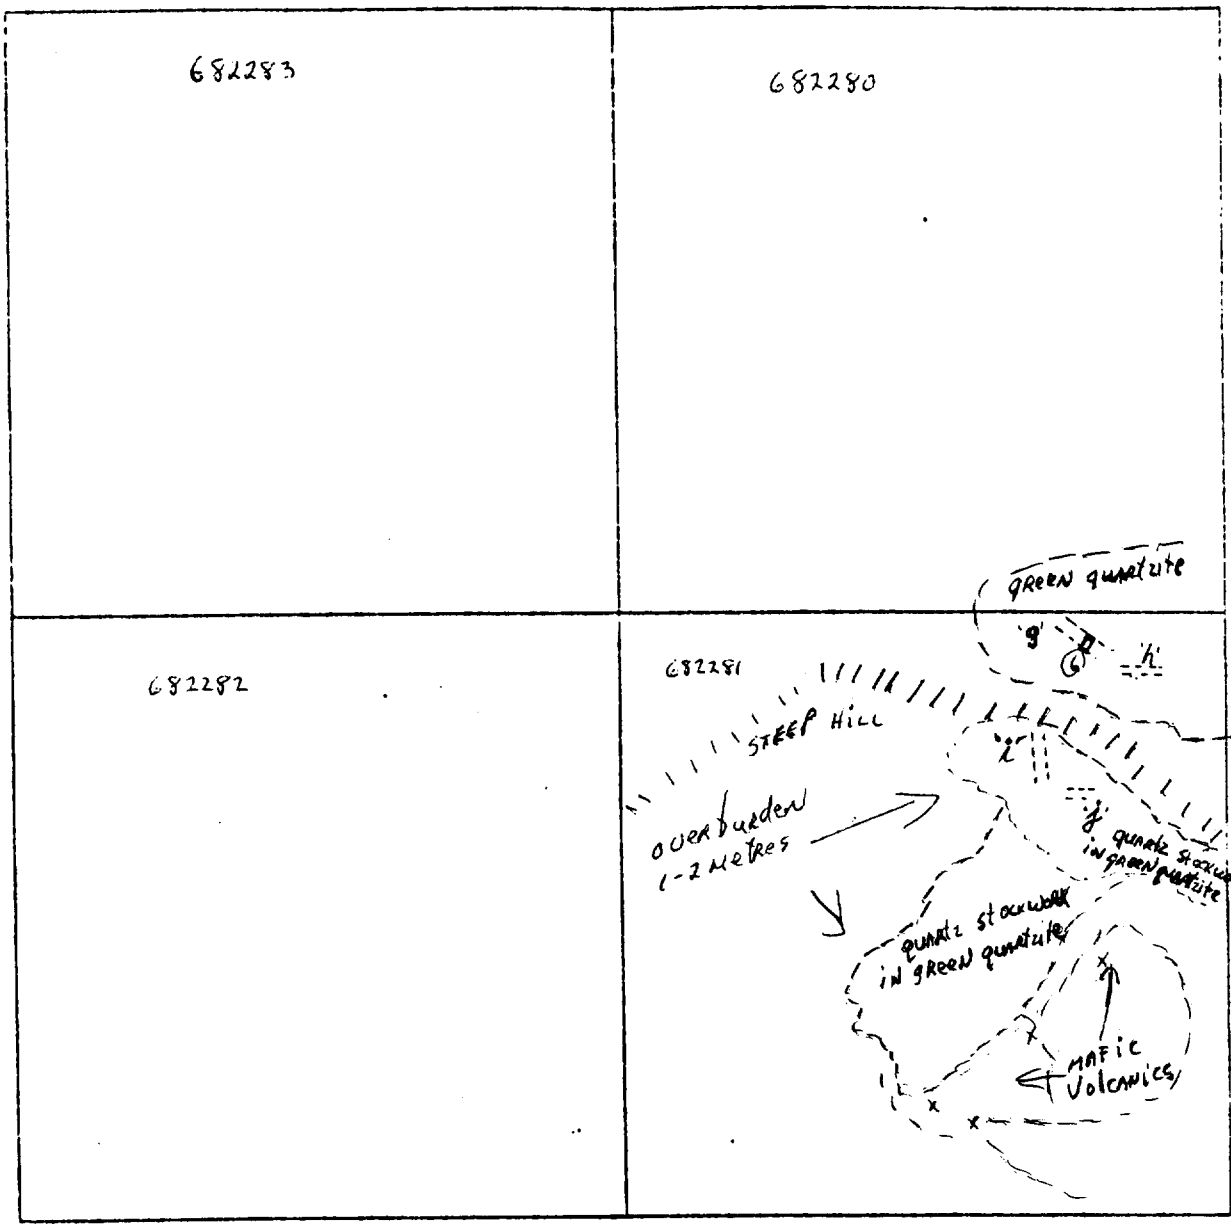 682283
682280
green quartzite
'g'
6
'h'
682282
682281
STEEP HILL
'i'
overburden
1-2 metres
'j'
quartz stockwo
in green quartzite
quartz stockwork
in green quartzite
x
x
x
x
MAFIC
VOLCANICS